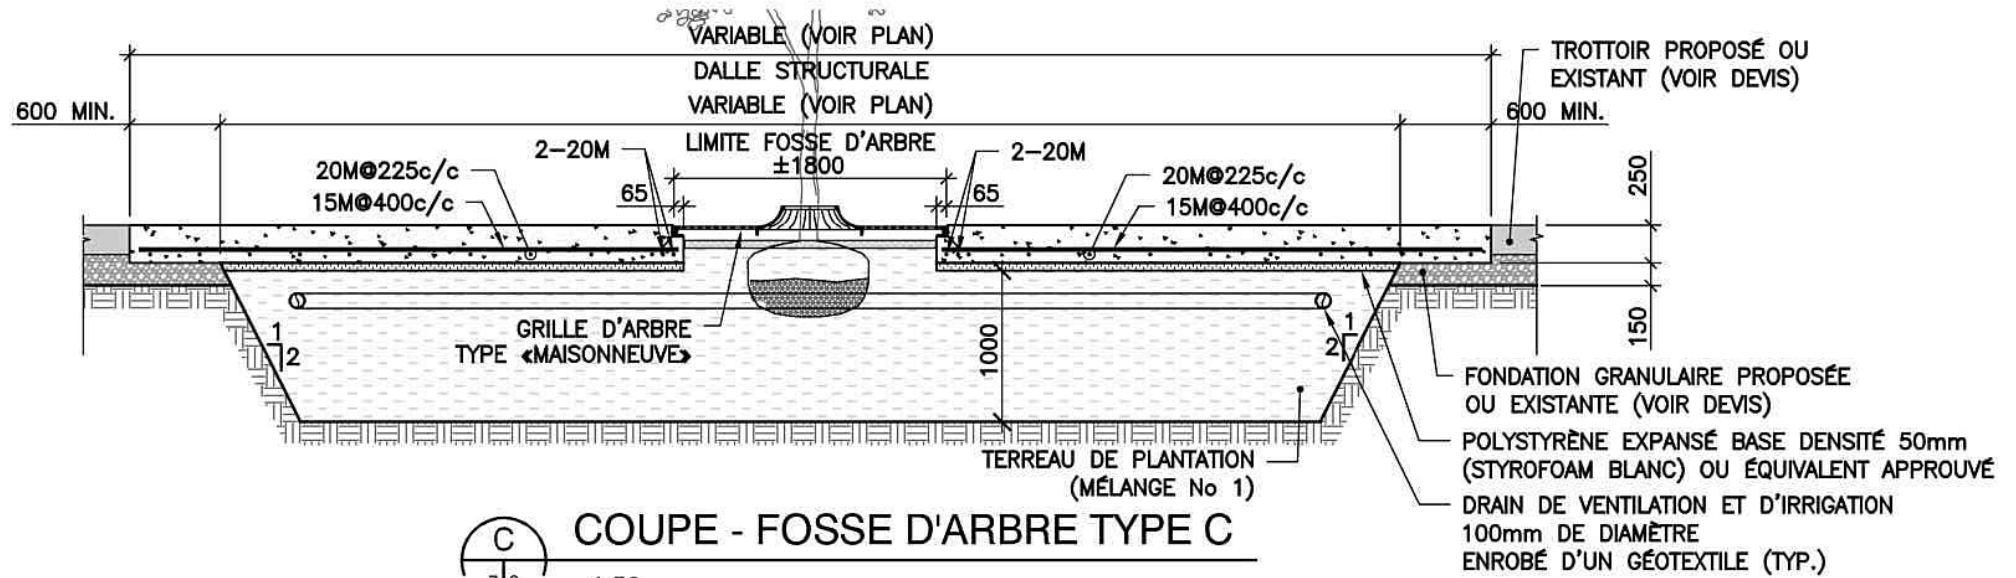 VARIABLE (VOIR PLAN)
DALLE STRUCTURALE
VARIABLE (VOIR PLAN)
LIMITE FOSSE D'ARBRE
±1800
600 MIN.
600 MIN.
TROTTOIR PROPOSÉ OU
EXISTANT (VOIR DEVIS)
2-20M
2-20M
20M@225c/c
15M@400c/c
65
65
20M@225c/c
15M@400c/c
250
150
1
2
1
2
GRILLE D'ARBRE
TYPE «MAISONNEUVE»
1000
FONDATION GRANULAIRE PROPOSÉE
OU EXISTANTE (VOIR DEVIS)
POLYSTYRÈNE EXPANSÉ BASE DENSITÉ 50mm
(STYROFOAM BLANC) OU ÉQUIVALENT APPROUVÉ
TERREAU DE PLANTATION
(MÉLANGE No 1)
DRAIN DE VENTILATION ET D'IRRIGATION
100mm DE DIAMÈTRE
ENROBÉ D'UN GÉOTEXTILE (TYP.)
C
COUPE - FOSSE D'ARBRE TYPE C